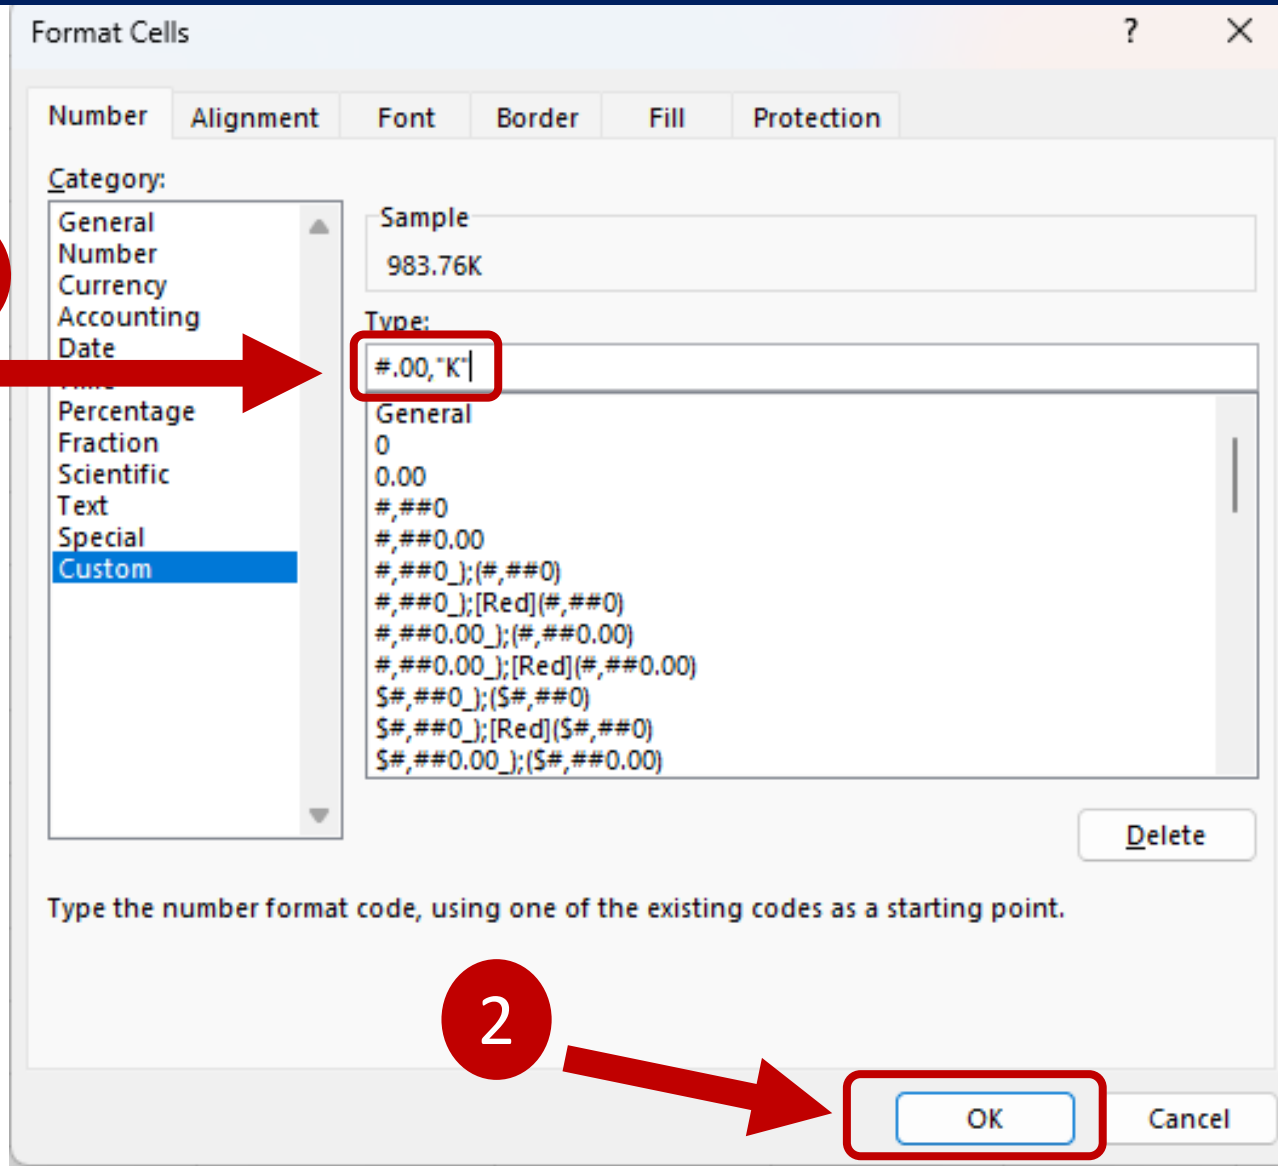 Format Cells ?
Number Alignment Font Border Fill Protection
Category:
General
Number
Currency
Accounting
Date
Percentage
Fraction
Scientific
Text
Special
Custom
Sample
983.76K
Type:
#.00,"K"
General
0
0.00
#,##0
#,##0.00
#,##0_);(#,##0)
#,##0_);[Red](#,##0)
#,##0.00_);(#,##0.00)
#,##0.00_);[Red](#,##0.00)
$#,##0_);($#,##0)
$#,##0_);[Red]($#,##0)
$#,##0.00_);($#,##0.00)
Delete
Type the number format code, using one of the existing codes as a starting point.
2
OK Cancel